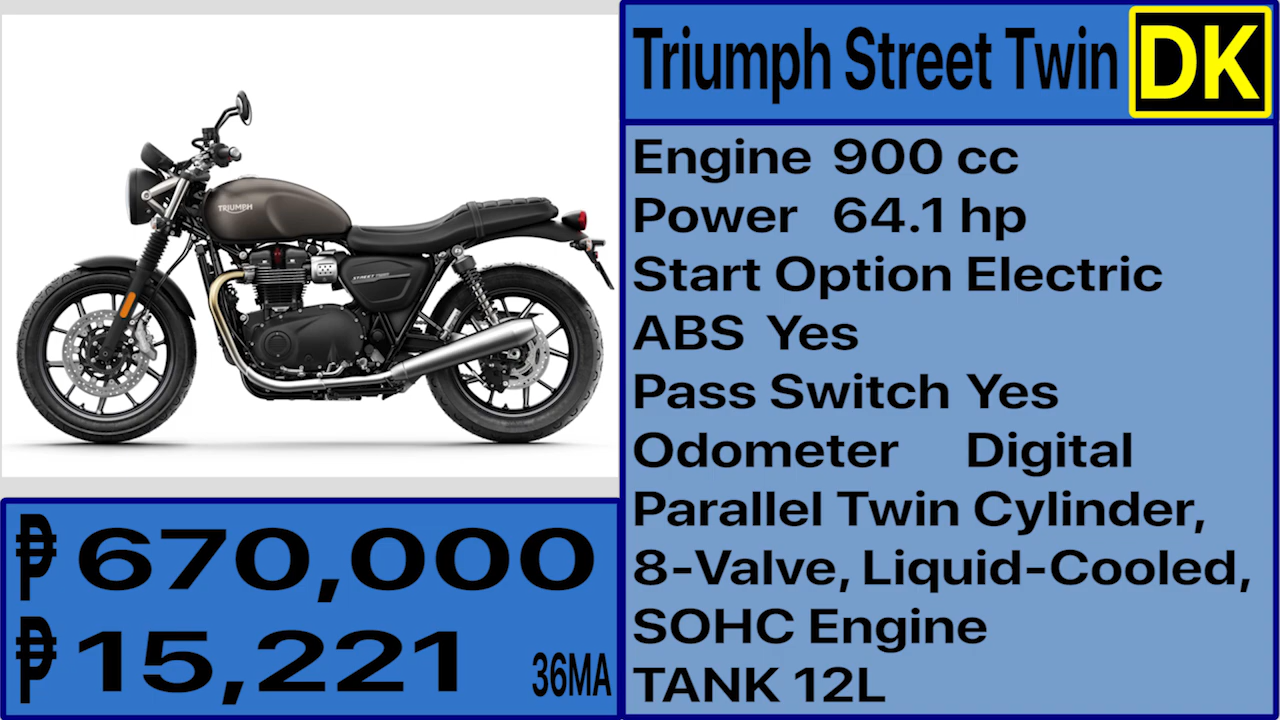 Triumph Street Twin DK
TRIUMPH
STREET TWIN
Engine 900 cc
Power 64.1 hp
Start Option Electric
ABS Yes
Pass Switch Yes
Odometer Digital
Parallel Twin Cylinder,
8-Valve, Liquid-Cooled,
SOHC Engine
TANK 12L
₱ 670,000
₱ 15,221 36MA